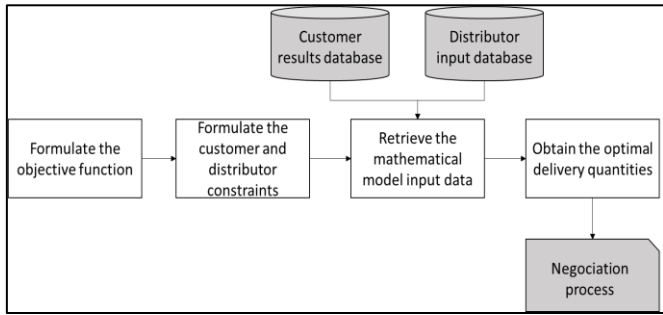 Customer
results database
Distributor
input database
Formulate the
objective function
Formulate the
customer and
distributor
constraints
Retrieve the
mathematical
model input data
Obtain the optimal
delivery quantities
Negociation
process